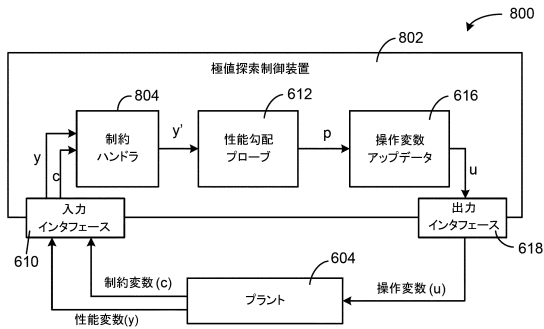 800
802
極値探索制御装置
804
612
616
制約
ハンドラ
y'
性能勾配
プローブ
p
操作変数
アップデータ
y
c
u
入力
インタフェース
出力
インタフェース
610
618
604
制約変数(c)
プラント
操作変数(u)
性能変数(y)